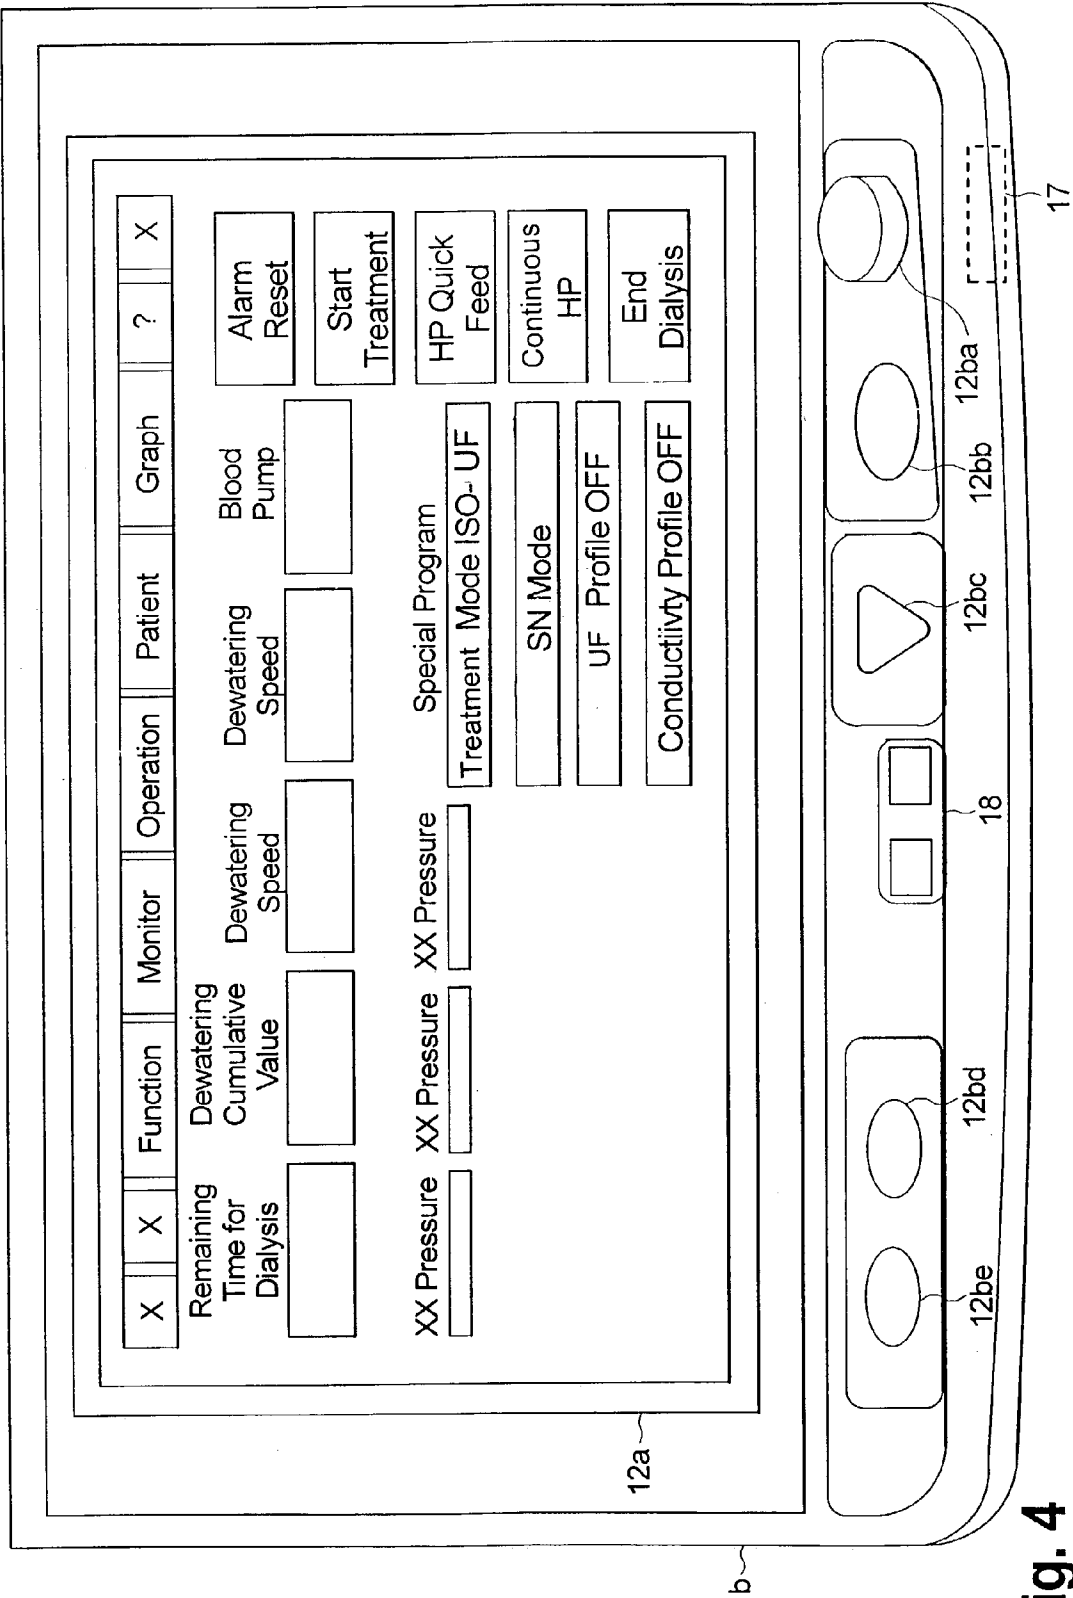 X
X
Function
Monitor
Operation
Patient
Graph
?
X
Remaining
Time for
Dialysis
Dewatering
Cumulative
Value
Dewatering
Speed
Dewatering
Speed
Blood
Pump
Alarm
Reset
Start
Treatment
HP Quick
Feed
Continuous
HP
End
Dialysis
XX Pressure
XX Pressure
XX Pressure
Special Program
Treatment Mode ISO- UF
SN Mode
UF Profile OFF
Conductiivty Profile OFF
12a
b
12be
12bd
18
12bc
12bb
12ba
17
ig. 4